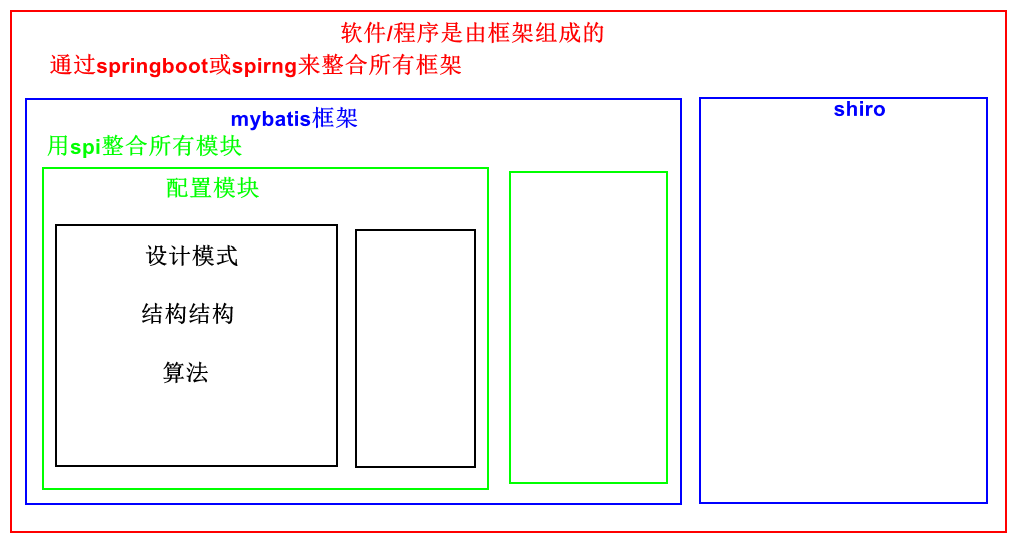 软件/程序是由框架组成的
通过springboot或spirng来整合所有框架
mybatis框架
shiro
用spi整合所有模块
配置模块
设计模式
结构结构
算法